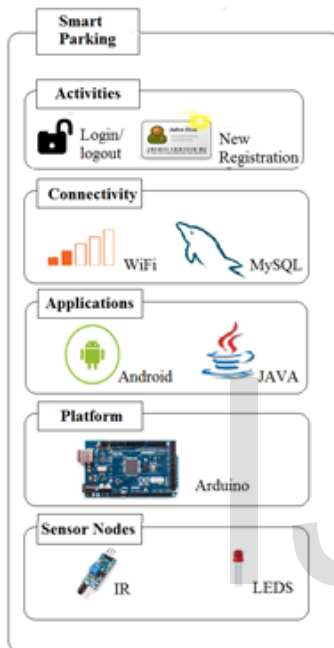 Smart
Parking
Activities
Login/
logout
New
Registration
Connectivity
WiFi
MySQL
Applications
Android
JAVA
Platform
Arduino
Sensor Nodes
IR
LEDS